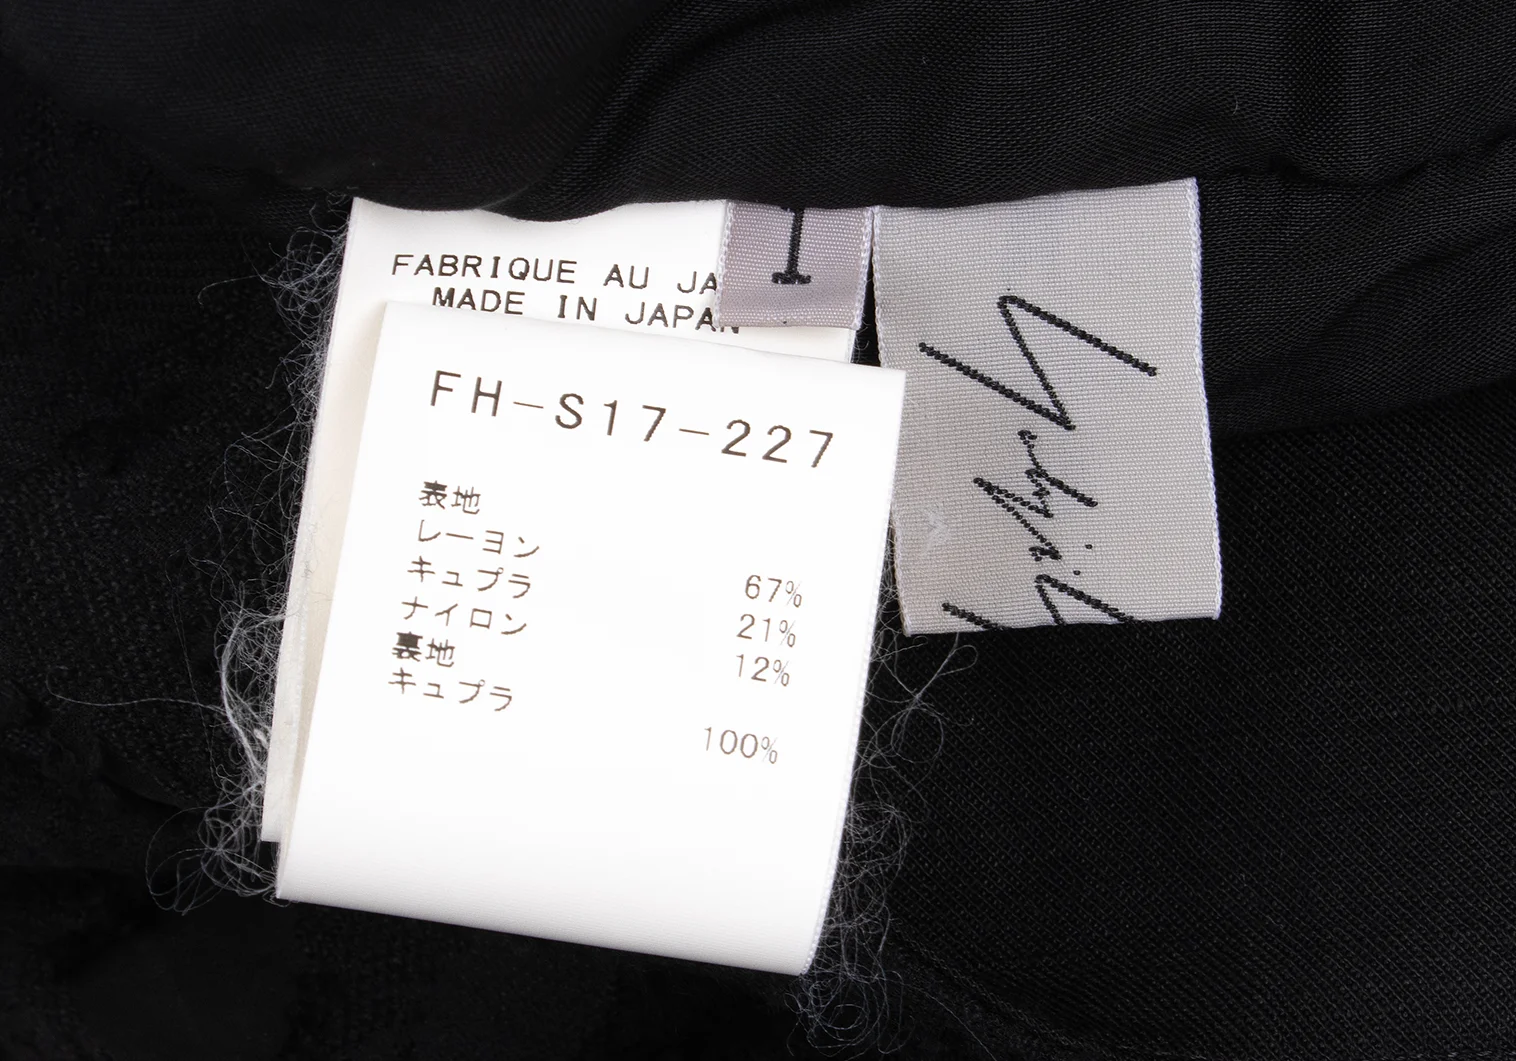 FABRIQUE AU JA
MADE IN JAPAN
I
FH-S17-227
表地
レーヨン 67%
キュプラ 21%
ナイロン 12%
裏地
キュプラ 100%